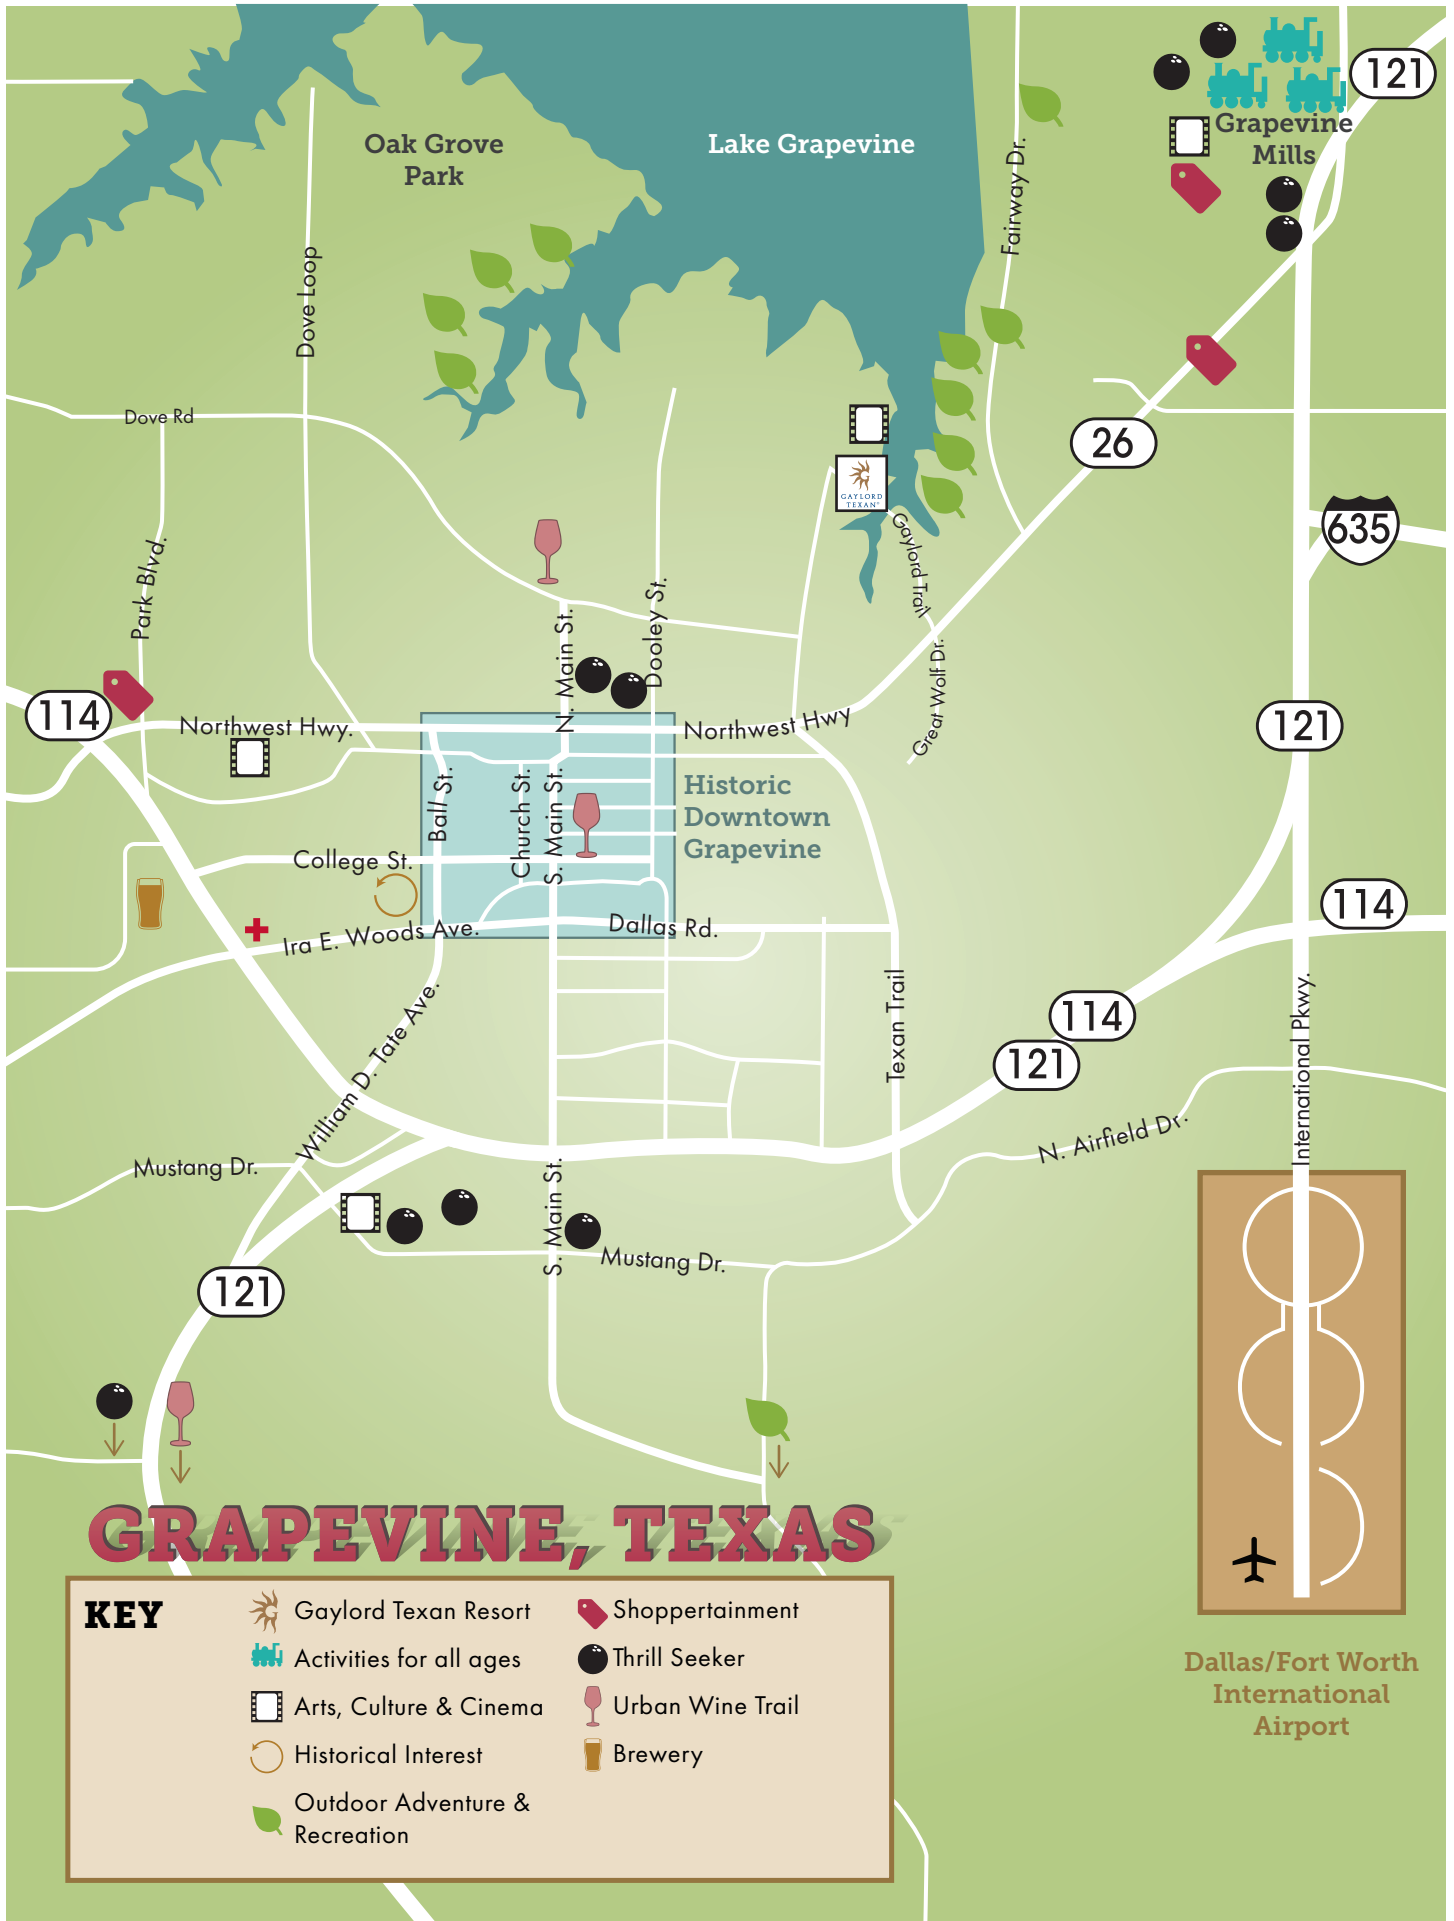 121
Grapevine
Mills
Oak Grove
Park
Lake Grapevine
Fairway Dr.
Dove Loop
Dove Rd
26
GAYLORD
TEXAN
635
Gaylord Trail
Park Blvd.
N. Main St.
Dooley St.
Great Wolf Dr.
114
Northwest Hwy.
Northwest Hwy
121
Ball St.
Church St.
S. Main St.
Historic
Downtown
Grapevine
College St.
114
Ira E. Woods Ave.
Dallas Rd.
Texan Trail
International Pkwy.
William D. Tate Ave.
114
121
N. Airfield Dr.
Mustang Dr.
S. Main St.
Mustang Dr.
121
GRAPEVINE, TEXAS
KEY
Gaylord Texan Resort
Activities for all ages
Arts, Culture & Cinema
Historical Interest
Outdoor Adventure &
Recreation
Shoppertainment
Thrill Seeker
Urban Wine Trail
Brewery
Dallas/Fort Worth
International
Airport